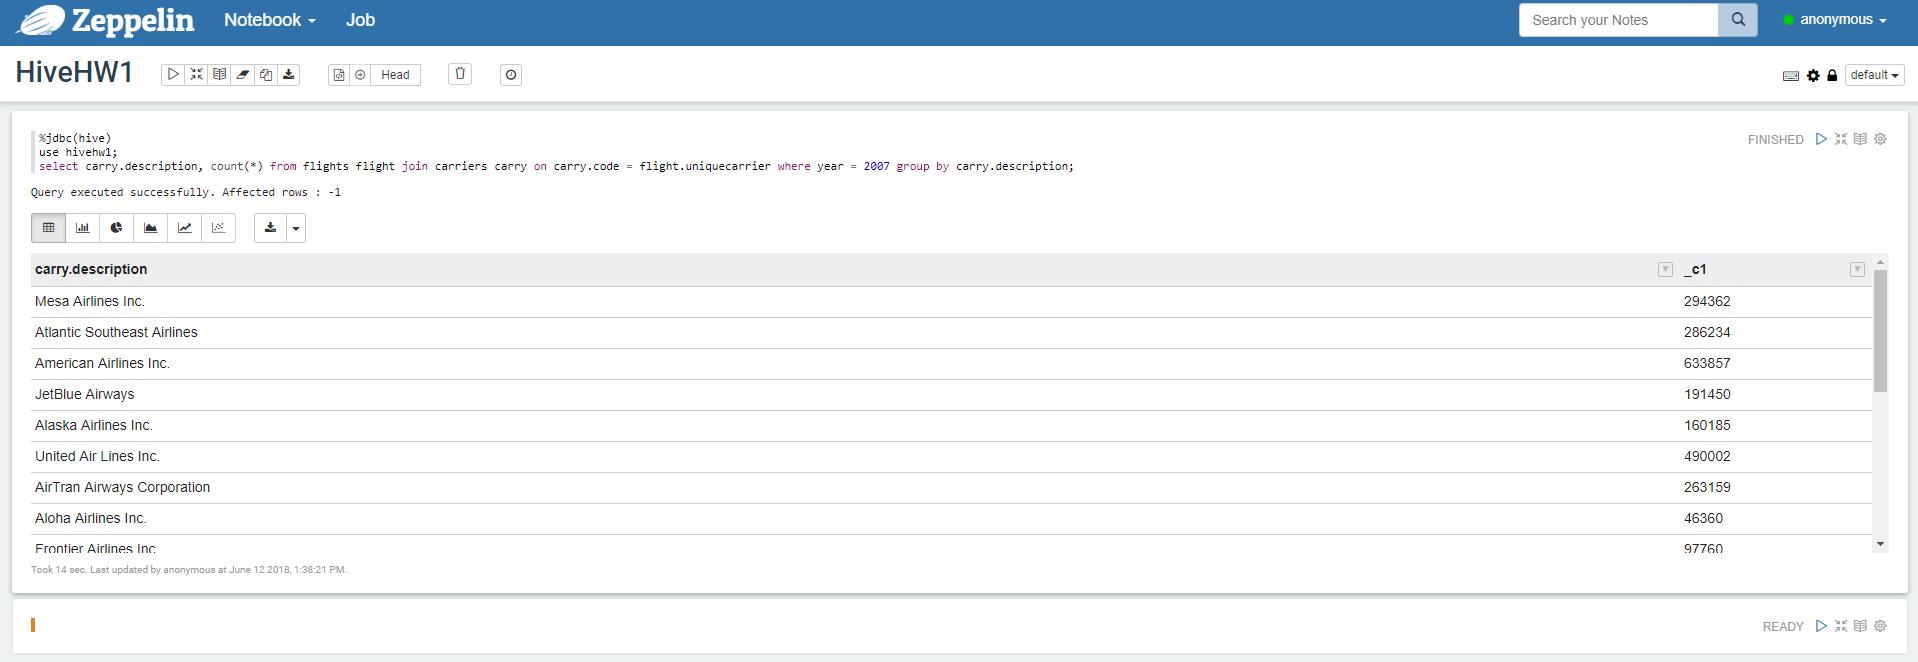 Zeppelin Notebook Job Search your Notes anonymous
HiveHW1 Head default
%jdbc(hive) FINISHED
use hivehw1;
select carry.description, count(*) from flights flight join carriers carry on carry.code = flight.uniquecarrier where year = 2007 group by carry.description;
Query executed successfully. Affected rows : -1
carry.description _c1
Mesa Airlines Inc. 294362
Atlantic Southeast Airlines 286234
American Airlines Inc. 633857
JetBlue Airways 191450
Alaska Airlines Inc. 160185
United Air Lines Inc. 490002
AirTran Airways Corporation 263159
Aloha Airlines Inc. 46360
Frontier Airlines Inc 97760
Took 14 sec. Last updated by anonymous at June 12 2018, 1:38:21 PM.
READY